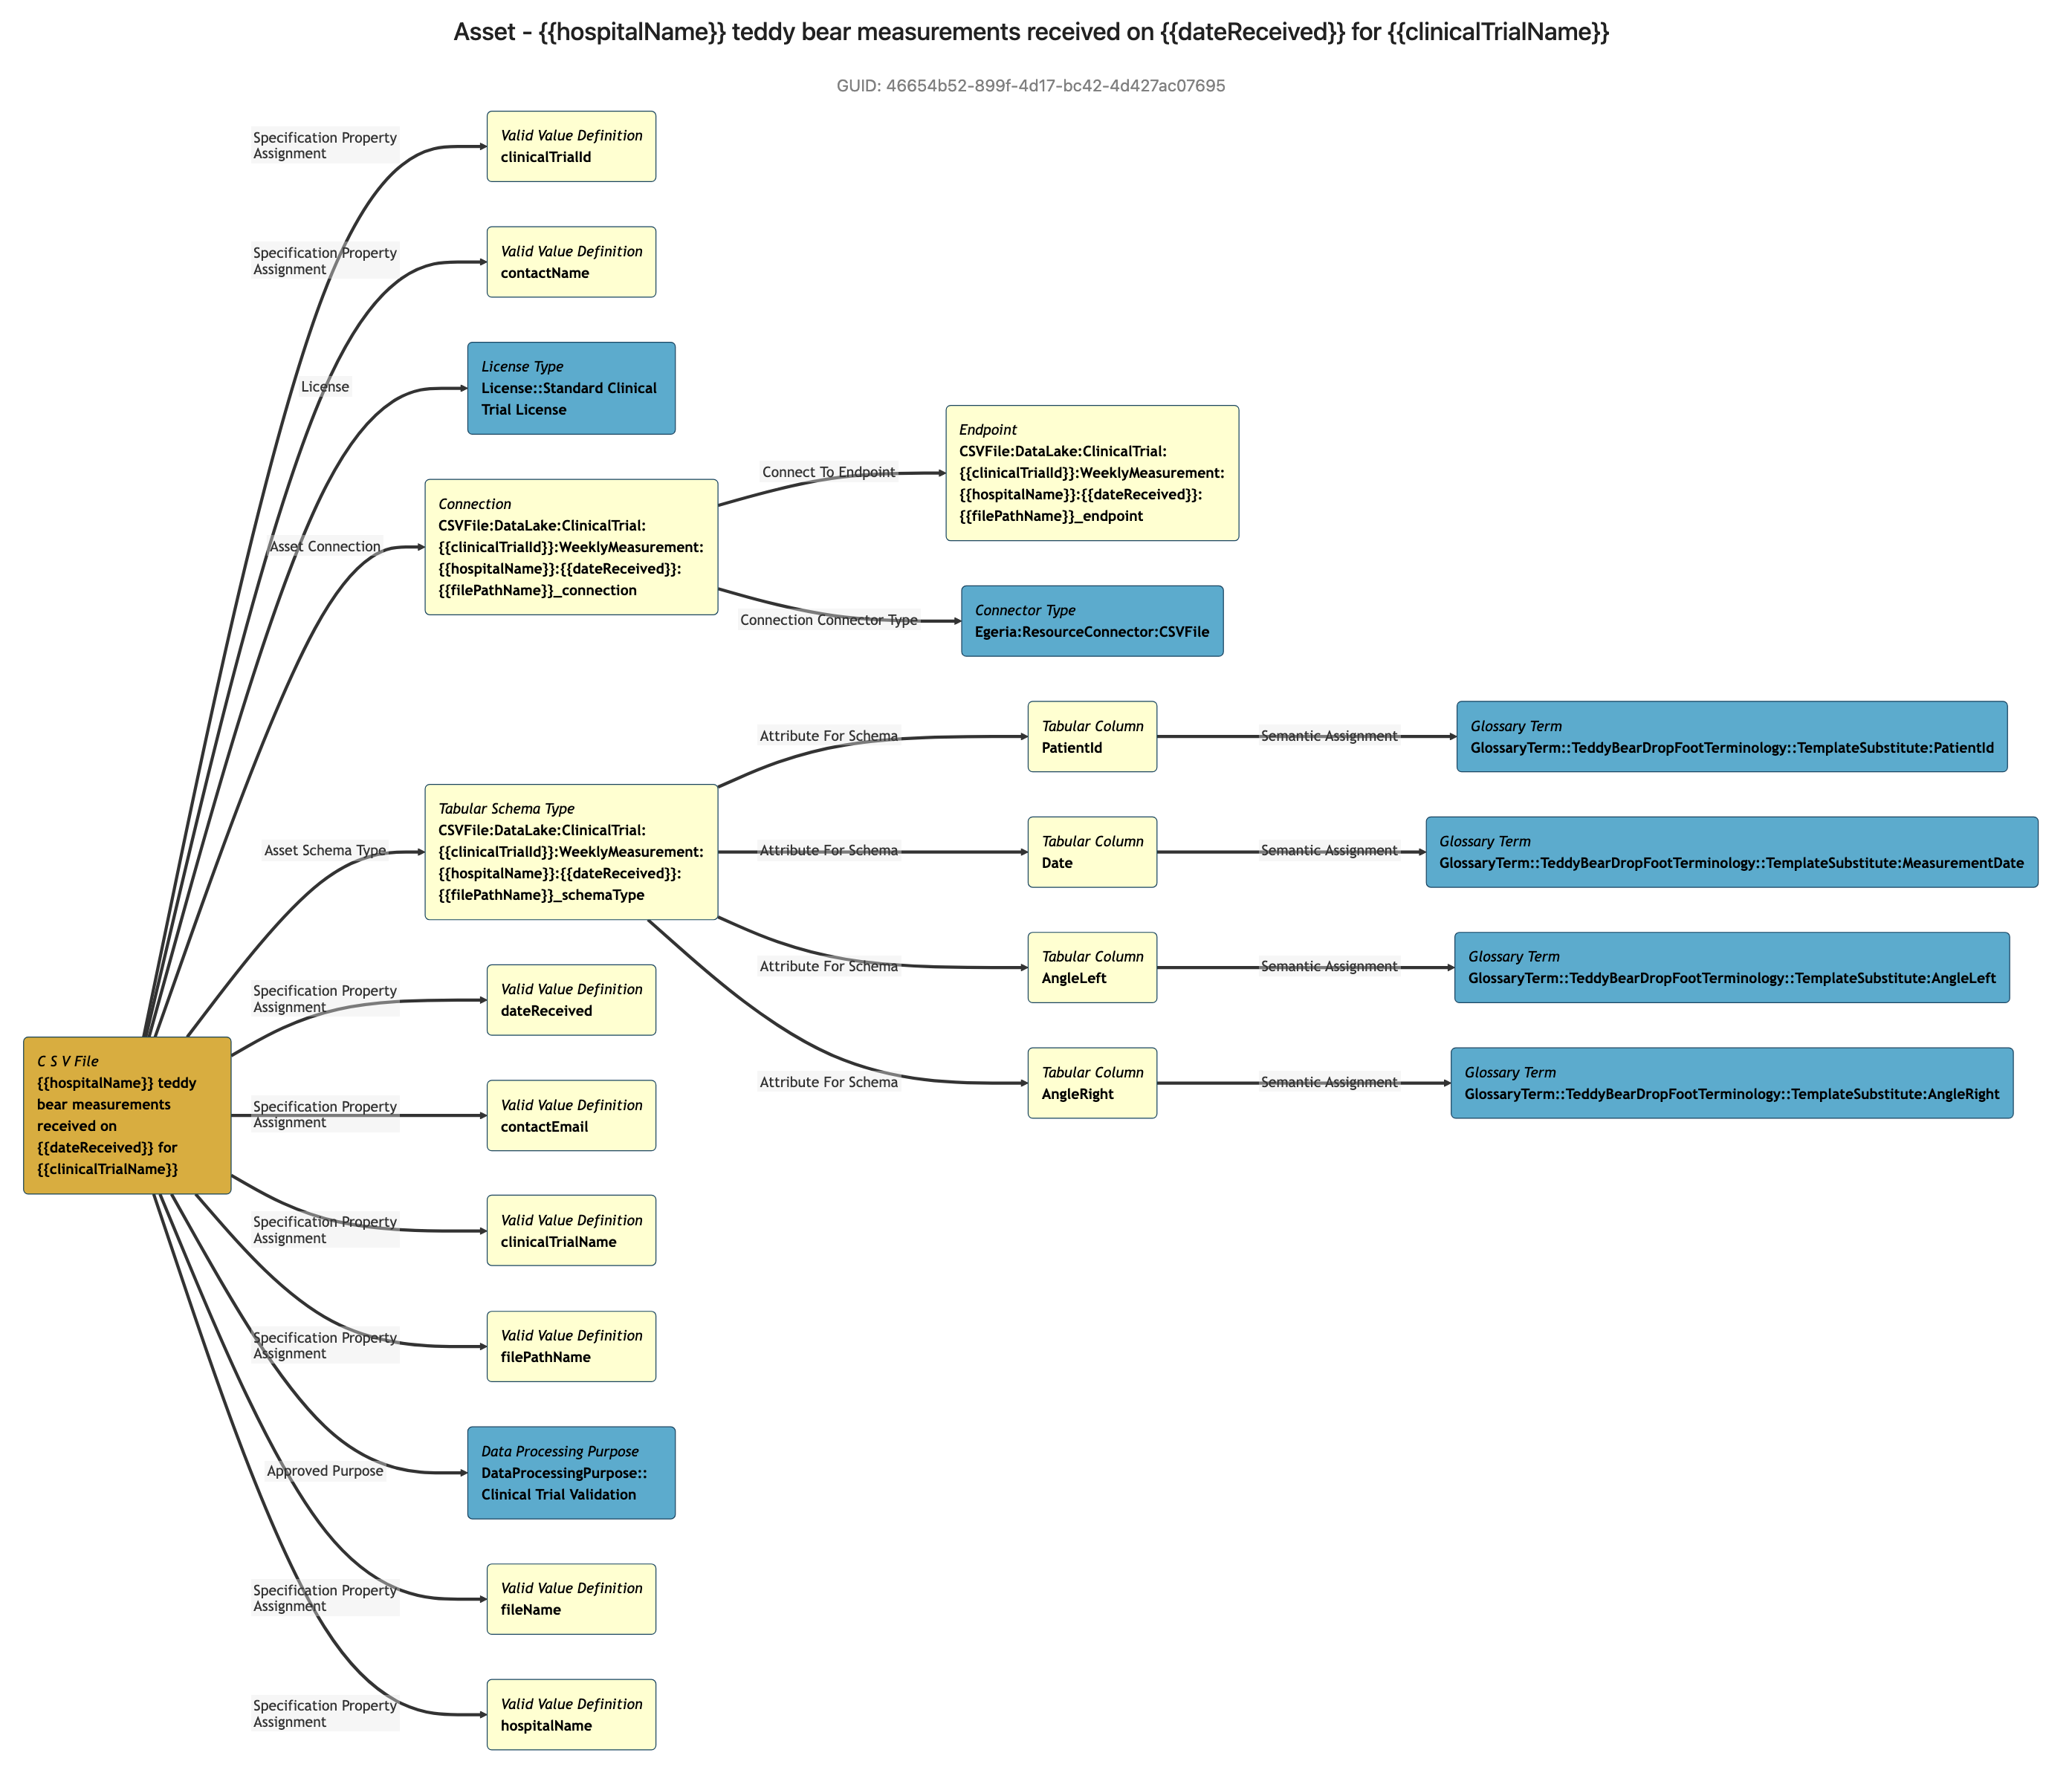 Asset - {{hospitalName}} teddy bear measurements received on {{dateReceived}} for {{clinicalTrialName}}
GUID: 46654b52-899f-4d17-bc42-4d427ac07695
Specification Property
Assignment
Valid Value Definition
clinicalTrialId
Specification Property
Assignment
Valid Value Definition
contactName
License
License Type
License::Standard Clinical
Trial License
Asset Connection
Connection
CSVFile:DataLake:ClinicalTrial:
{{clinicalTrialId}}:WeeklyMeasurement:
{{hospitalName}}:{{dateReceived}}:
{{filePathName}}_connection
Connect To Endpoint
Endpoint
CSVFile:DataLake:ClinicalTrial:
{{clinicalTrialId}}:WeeklyMeasurement:
{{hospitalName}}:{{dateReceived}}:
{{filePathName}}_endpoint
Connection Connector Type
Connector Type
Egeria:ResourceConnector:CSVFile
Asset Schema Type
Tabular Schema Type
CSVFile:DataLake:ClinicalTrial:
{{clinicalTrialId}}:WeeklyMeasurement:
{{hospitalName}}:{{dateReceived}}:
{{filePathName}}_schemaType
Attribute For Schema
Tabular Column
PatientId
Semantic Assignment
Glossary Term
GlossaryTerm::TeddyBearDropFootTerminology::TemplateSubstitute:PatientId
Attribute For Schema
Tabular Column
Date
Semantic Assignment
Glossary Term
GlossaryTerm::TeddyBearDropFootTerminology::TemplateSubstitute:MeasurementDate
Attribute For Schema
Tabular Column
AngleLeft
Semantic Assignment
Glossary Term
GlossaryTerm::TeddyBearDropFootTerminology::TemplateSubstitute:AngleLeft
Attribute For Schema
Tabular Column
AngleRight
Semantic Assignment
Glossary Term
GlossaryTerm::TeddyBearDropFootTerminology::TemplateSubstitute:AngleRight
Specification Property
Assignment
Valid Value Definition
dateReceived
C S V File
{{hospitalName}} teddy
bear measurements
received on
{{dateReceived}} for
{{clinicalTrialName}}
Specification Property
Assignment
Valid Value Definition
contactEmail
Specification Property
Assignment
Valid Value Definition
clinicalTrialName
Specification Property
Assignment
Valid Value Definition
filePathName
Approved Purpose
Data Processing Purpose
DataProcessingPurpose::
Clinical Trial Validation
Specification Property
Assignment
Valid Value Definition
fileName
Specification Property
Assignment
Valid Value Definition
hospitalName